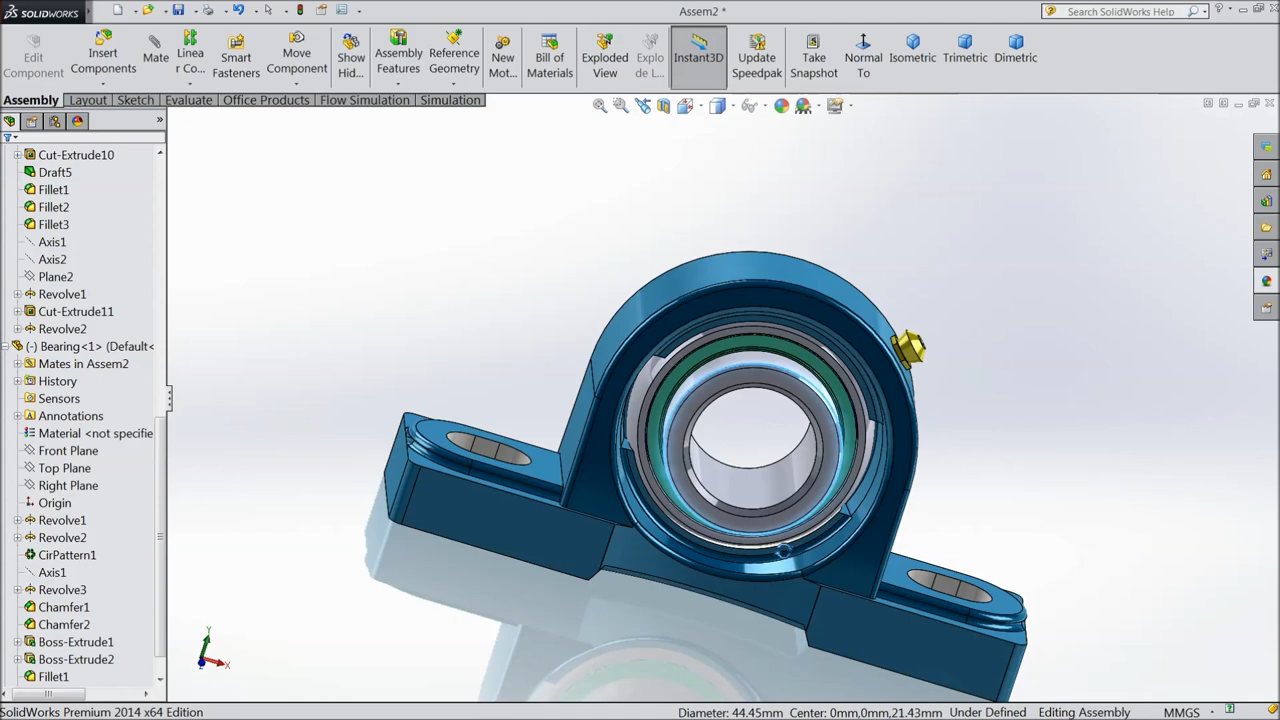 SOLIDWORKS
Assem2 *
Search SolidWorks Help
Edit
Component
Insert
Components
Mate
Linea
r Co...
Smart
Fasteners
Move
Component
Show
Hid...
Assembly
Features
Reference
Geometry
New
Mot...
Bill of
Materials
Exploded
View
Explo
de L...
Instant3D
Update
Speedpak
Take
Snapshot
Normal
To
Isometric
Trimetric
Dimetric
Assembly
Layout
Sketch
Evaluate
Office Products
Flow Simulation
Simulation
Cut-Extrude10
Draft5
Fillet1
Fillet2
Fillet3
Axis1
Axis2
Plane2
Revolve1
Cut-Extrude11
Revolve2
(-) Bearing<1> (Default<
Mates in Assem2
History
Sensors
Annotations
Material <not specifie
Front Plane
Top Plane
Right Plane
Origin
Revolve1
Revolve2
CirPattern1
Axis1
Revolve3
Chamfer1
Chamfer2
Boss-Extrude1
Boss-Extrude2
Fillet1
Y
X
Z
SolidWorks Premium 2014 x64 Edition
Diameter: 44.45mm Center: 0mm,0mm,21.43mm Under Defined Editing Assembly MMGS